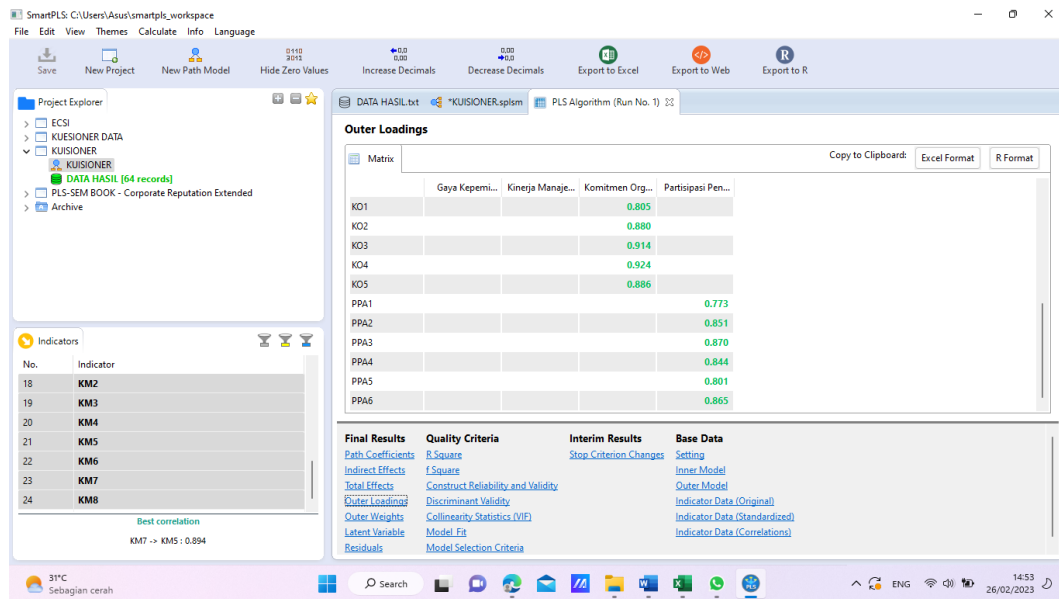 SmartPLS: C:\Users\Asus\smartpls_workspace
File Edit View Themes Calculate Info Language
Save New Project New Path Model Hide Zero Values Increase Decimals Decrease Decimals Export to Excel Export to Web Export to R
Project Explorer
ECSI
KUESIONER DATA
KUISIONER
KUISIONER
DATA HASIL [64 records]
PLS-SEM BOOK - Corporate Reputation Extended
Archive
Indicators
No. Indicator
18 KM2
19 KM3
20 KM4
21 KM5
22 KM6
23 KM7
24 KM8
Best correlation
KM7 -> KM5 : 0.894
DATA HASIL.txt *KUISIONER.splsm PLS Algorithm (Run No. 1)
Outer Loadings
Matrix
Copy to Clipboard: Excel Format R Format
Gaya Kepemi... Kinerja Manaje... Komitmen Org... Partisipasi Pen...
KO1 0.805
KO2 0.880
KO3 0.914
KO4 0.924
KO5 0.886
PPA1 0.773
PPA2 0.851
PPA3 0.870
PPA4 0.844
PPA5 0.801
PPA6 0.865
Final Results Quality Criteria Interim Results Base Data
Path Coefficients R Square Stop Criterion Changes Setting
Indirect Effects f Square Inner Model
Total Effects Construct Reliability and Validity Outer Model
Outer Loadings Discriminant Validity Indicator Data (Original)
Outer Weights Collinearity Statistics (VIF) Indicator Data (Standardized)
Latent Variable Model Fit Indicator Data (Correlations)
Residuals Model Selection Criteria
31°C
Sebagian cerah
Search
ENG
14:53
26/02/2023